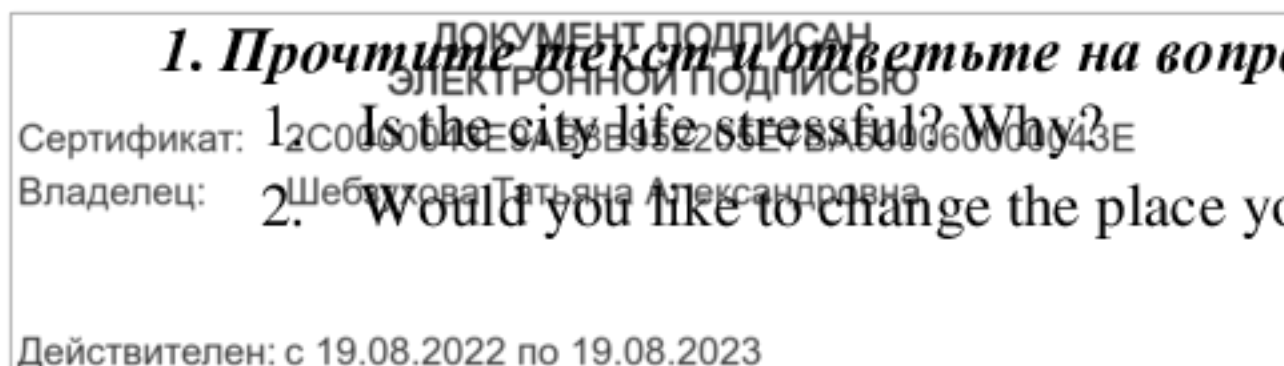 ДОКУМЕНТ ПОДПИСАН
1. Прочтите текст и ответьте на вопр
ЭЛЕКТРОННОЙ ПОДПИСЬЮ
1. Is the city life stressful? Why?
Сертификат:
2. Would you like to change the place yo
Владелец: Татьяна Александровна
Действителен: с 19.08.2022 по 19.08.2023